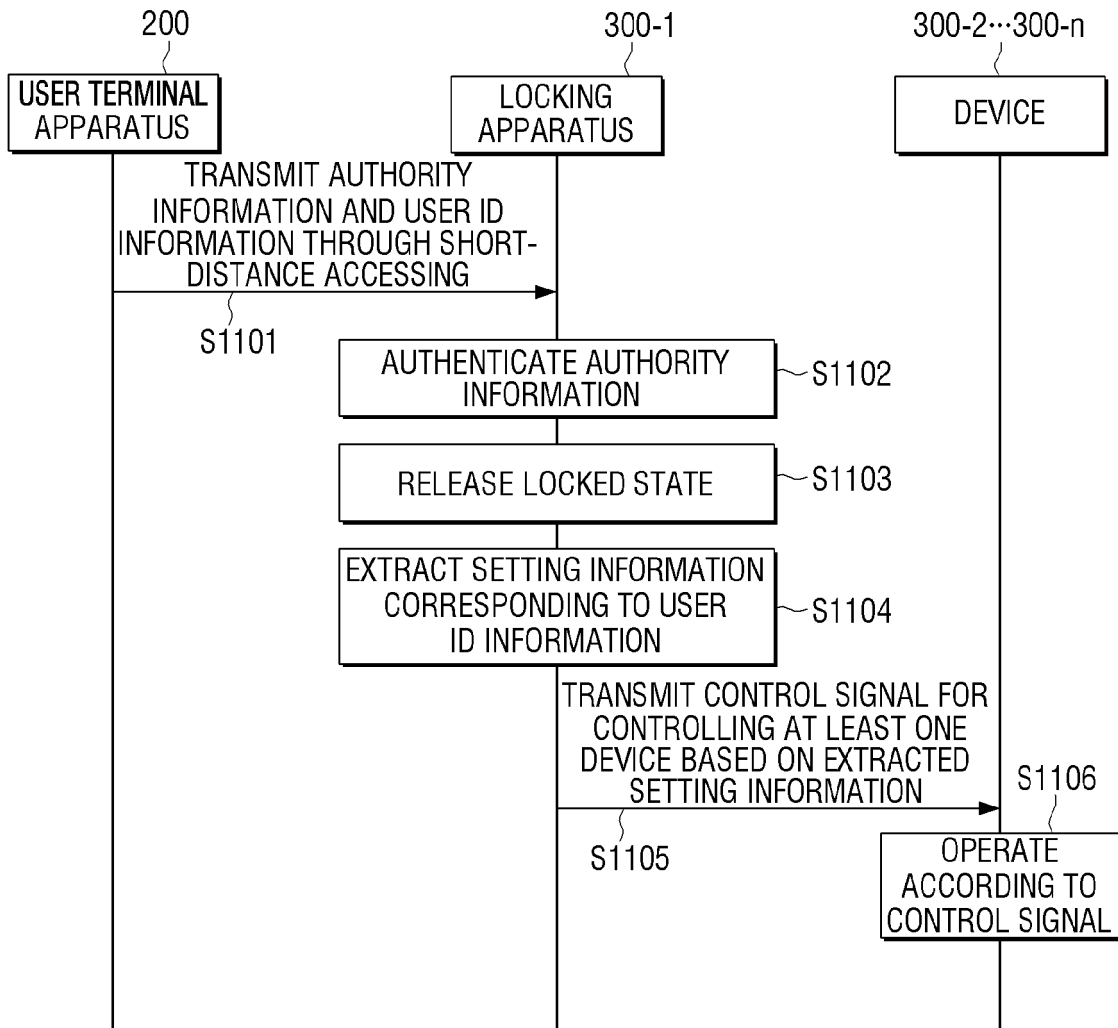 200
300-1
300-2···300-n
USER TERMINAL
APPARATUS
LOCKING
APPARATUS
DEVICE
TRANSMIT AUTHORITY
INFORMATION AND USER ID
INFORMATION THROUGH SHORT-
DISTANCE ACCESSING
S1101
AUTHENTICATE AUTHORITY
INFORMATION
S1102
RELEASE LOCKED STATE
S1103
EXTRACT SETTING INFORMATION
CORRESPONDING TO USER
ID INFORMATION
S1104
TRANSMIT CONTROL SIGNAL FOR
CONTROLLING AT LEAST ONE
DEVICE BASED ON EXTRACTED
SETTING INFORMATION
S1105
S1106
OPERATE
ACCORDING TO
CONTROL SIGNAL